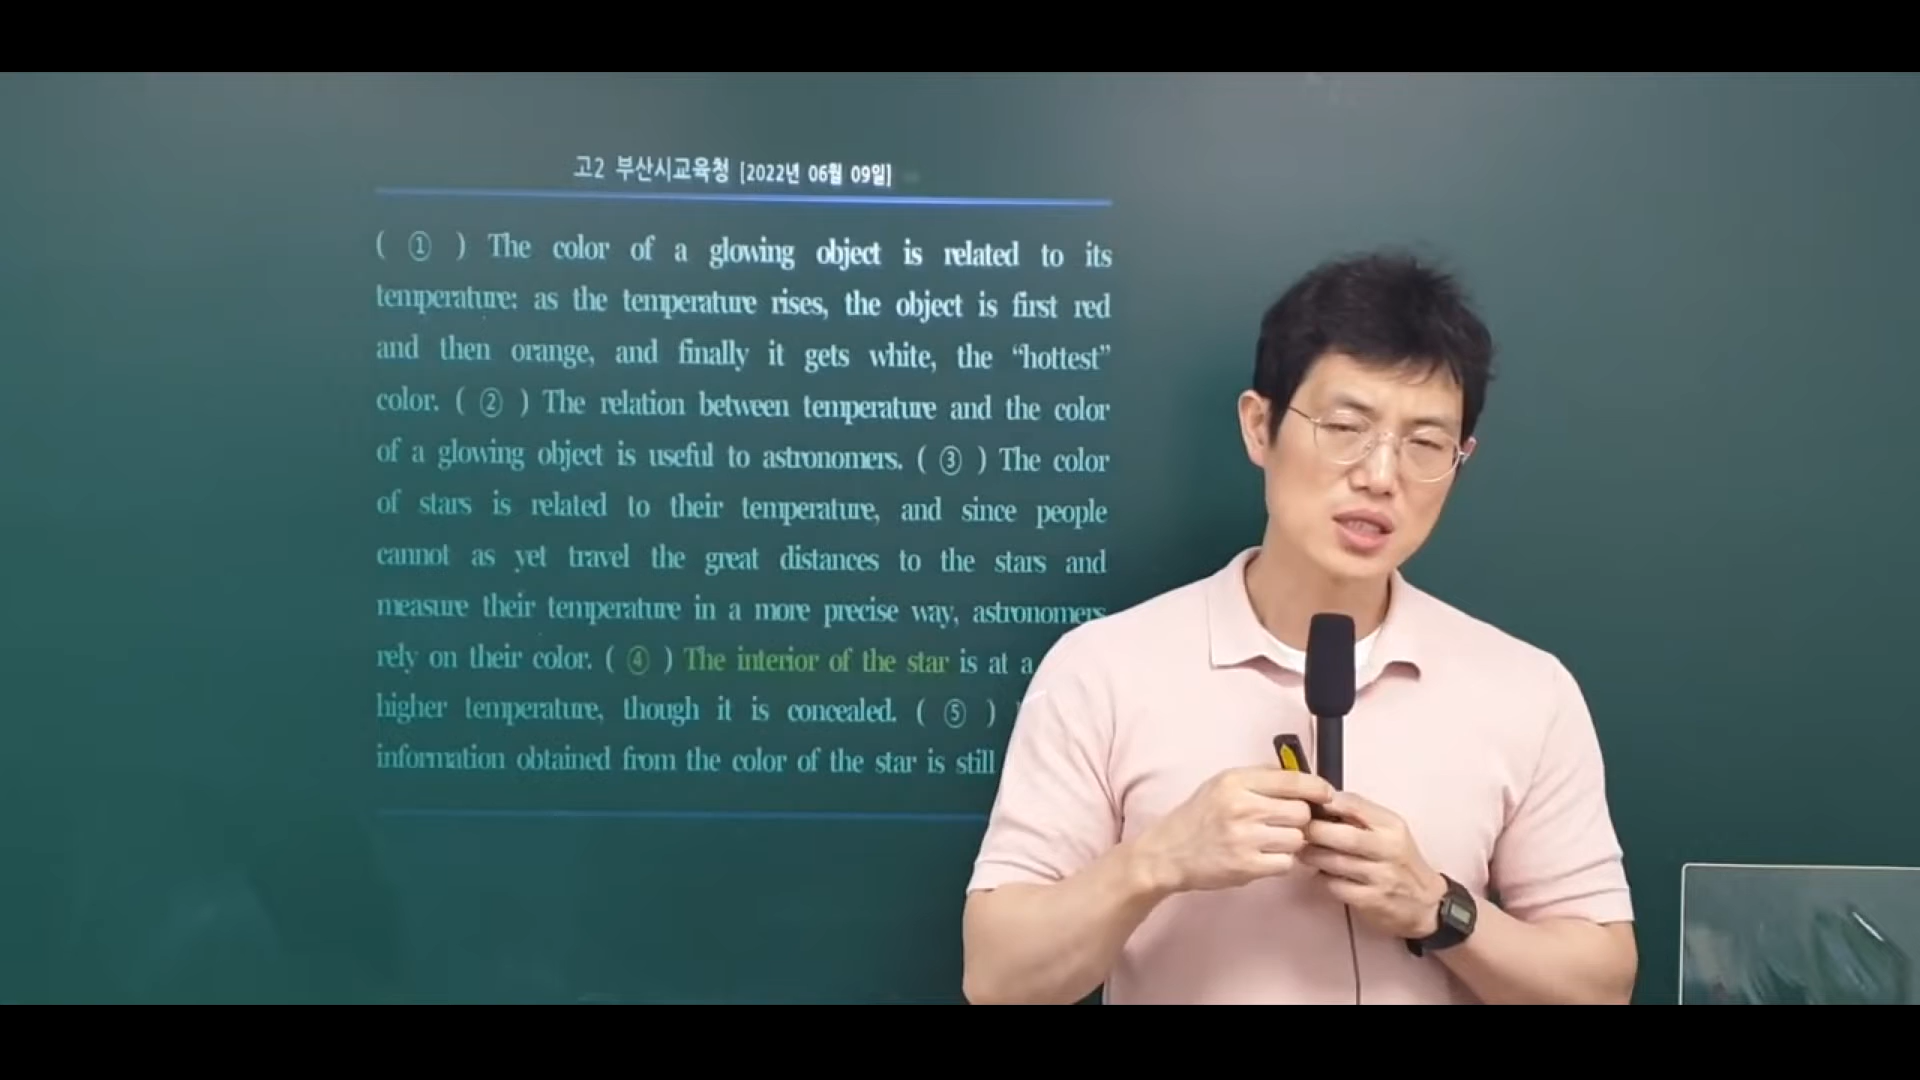 고2 부산시교육청 [2022년 06월 09일]
( ① ) The color of a glowing object is related to its
temperature: as the temperature rises, the object is first red
and then orange, and finally it gets white, the “hottest”
color. ( ② ) The relation between temperature and the color
of a glowing object is useful to astronomers. ( ③ ) The color
of stars is related to their temperature, and since people
cannot as yet travel the great distances to the stars and
measure their temperature in a more precise way, astronomers
rely on their color. ( ④ ) The interior of the star is at a
higher temperature, though it is concealed. ( ⑤ )
information obtained from the color of the star is still